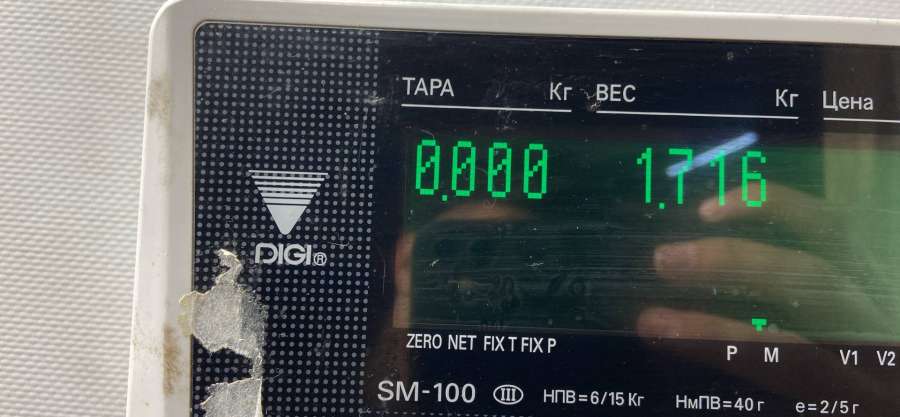 ТАРА Кг ВЕС Кг Цена
0.000 1.716
DIGI®
ZERO NET FIX T FIX P P M V1 V2
SM-100 III НПВ=6/15 Кг НмПВ=40 г e=2/5 г